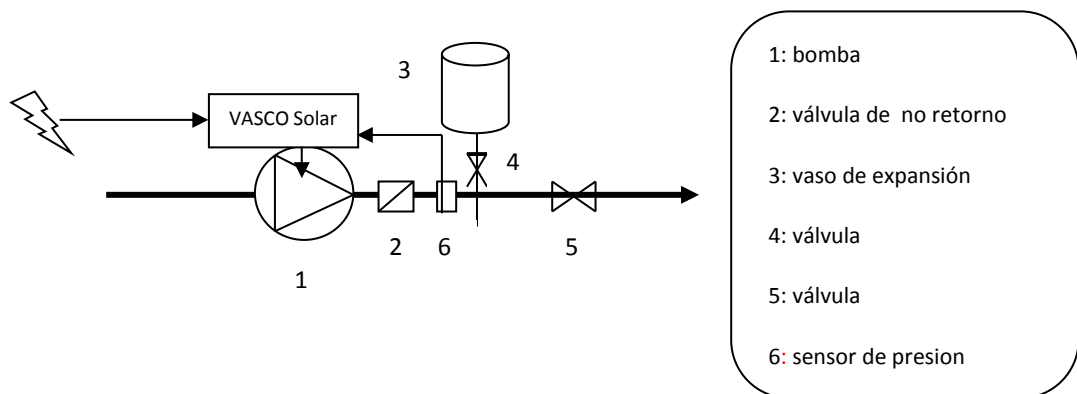 3
VASCO Solar
4
2
6
5
1
1: bomba
2: válvula de no retorno
3: vaso de expansión
4: válvula
5: válvula
6: sensor de presion